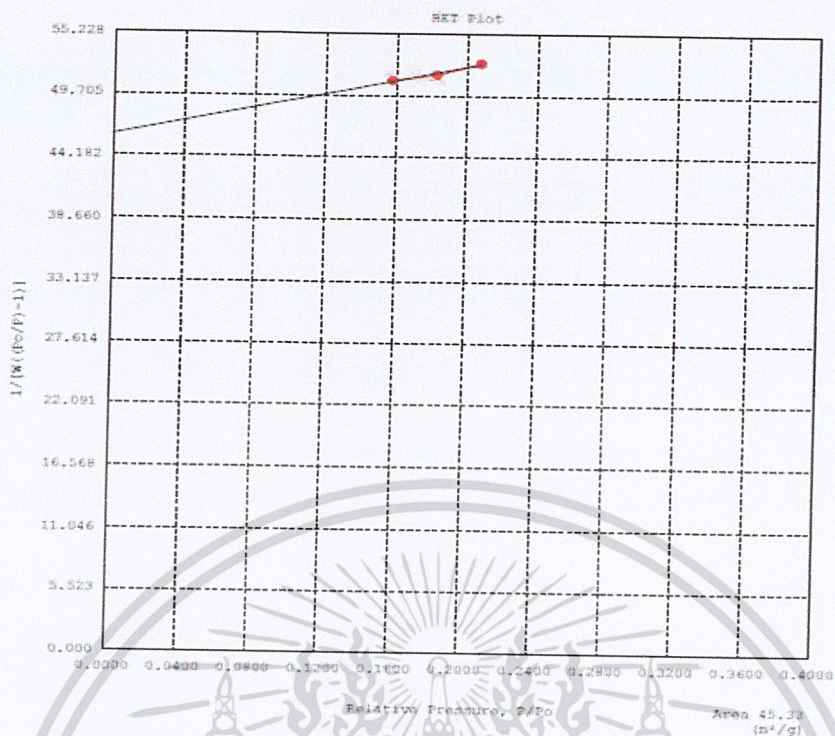 BET Plot
55.228
49.705
44.182
38.660
33.137
27.614
22.091
16.568
11.046
5.523
0.000
1/[W((Po/P)-1)]
0.0000 0.0400 0.0800 0.1200 0.1600 0.2000 0.2400 0.2800 0.3200 0.3600 0.4000
Relative Pressure, P/Po
Area 45.33
(m²/g)